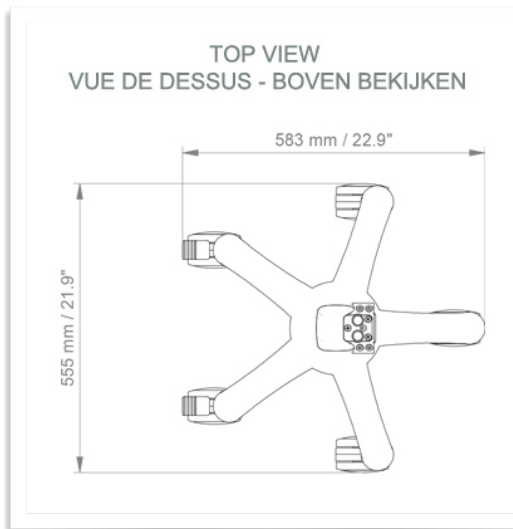 TOP VIEW
VUE DE DESSUS - BOVEN BEKIJKEN
583 mm / 22.9"
555 mm / 21.9"